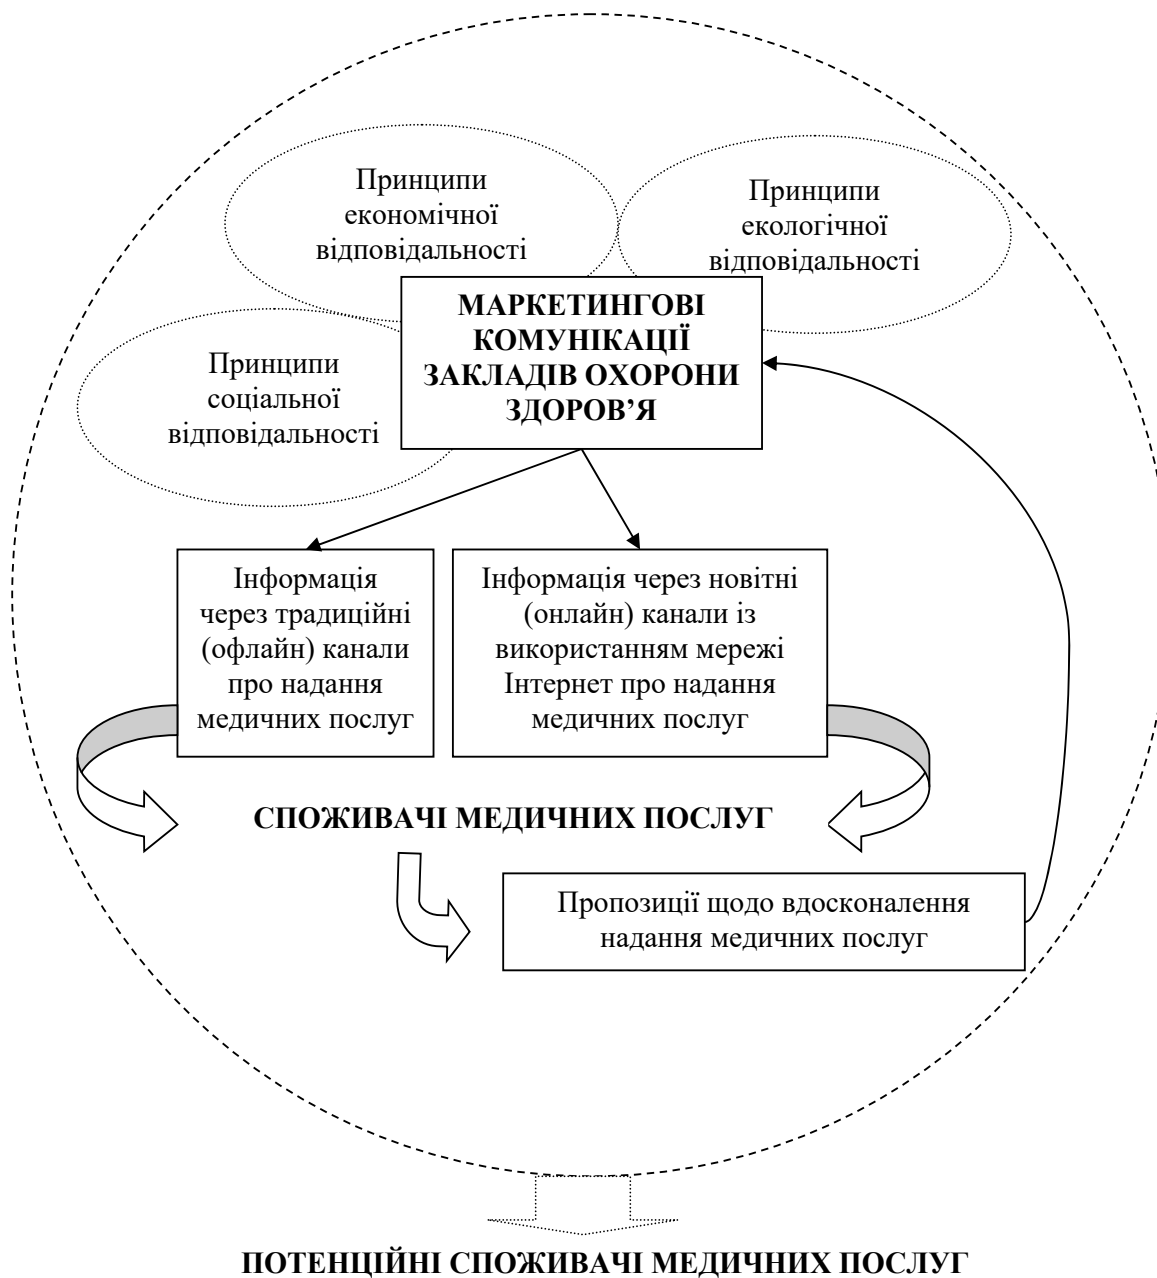 Принципи
економічної
відповідальності
Принципи
екологічної
відповідальності
МАРКЕТИНГОВІ
КОМУНІКАЦІЇ
ЗАКЛАДІВ ОХОРОНИ
ЗДОРОВ’Я
Принципи
соціальної
відповідальності
Інформація
через традиційні
(офлайн) канали
про надання
медичних послуг
Інформація через новітні
(онлайн) канали із
використанням мережі
Інтернет про надання
медичних послуг
СПОЖИВАЧІ МЕДИЧНИХ ПОСЛУГ
Пропозиції щодо вдосконалення
надання медичних послуг
ПОТЕНЦІЙНІ СПОЖИВАЧІ МЕДИЧНИХ ПОСЛУГ